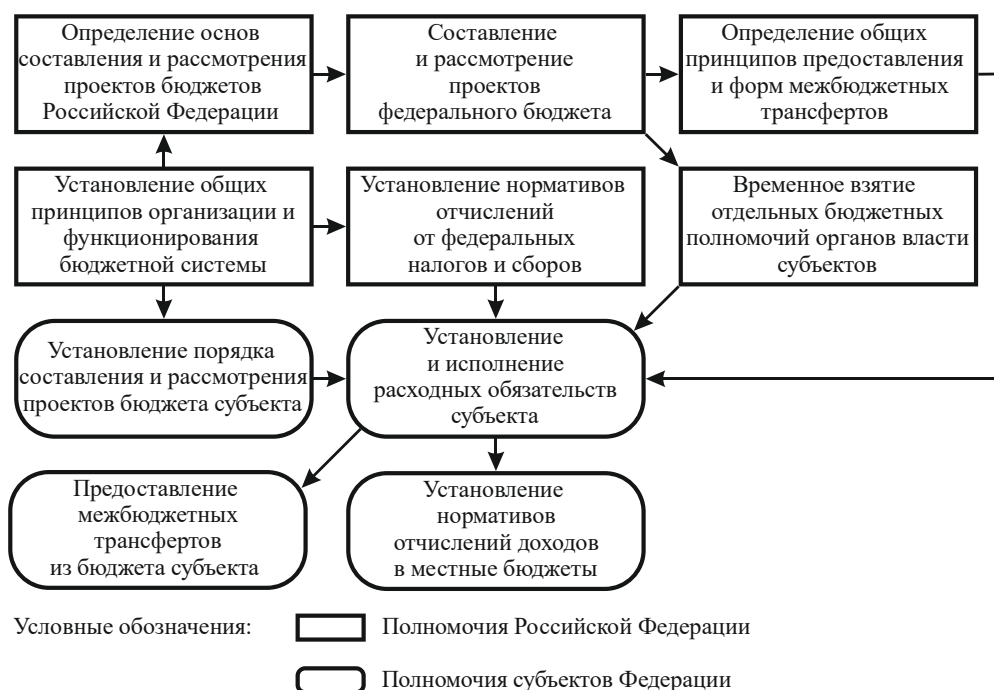 Определение основ
составления и рассмотрения
проектов бюджетов
Российской Федерации
Составление
и рассмотрение
проектов
федерального бюджета
Определение общих
принципов предоставления
и форм межбюджетных
трансфертов
Установление общих
принципов организации и
функционирования
бюджетной системы
Установление нормативов
отчислений
от федеральных
налогов и сборов
Временное взятие
отдельных бюджетных
полномочий органов власти
субъектов
Установление порядка
составления и рассмотрения
проектов бюджета субъекта
Установление
и исполнение
расходных обязательств
субъекта
Предоставление
межбюджетных
трансфертов
из бюджета субъекта
Установление
нормативов
отчислений доходов
в местные бюджеты
Условные обозначения:
Полномочия Российской Федерации
Полномочия субъектов Федерации